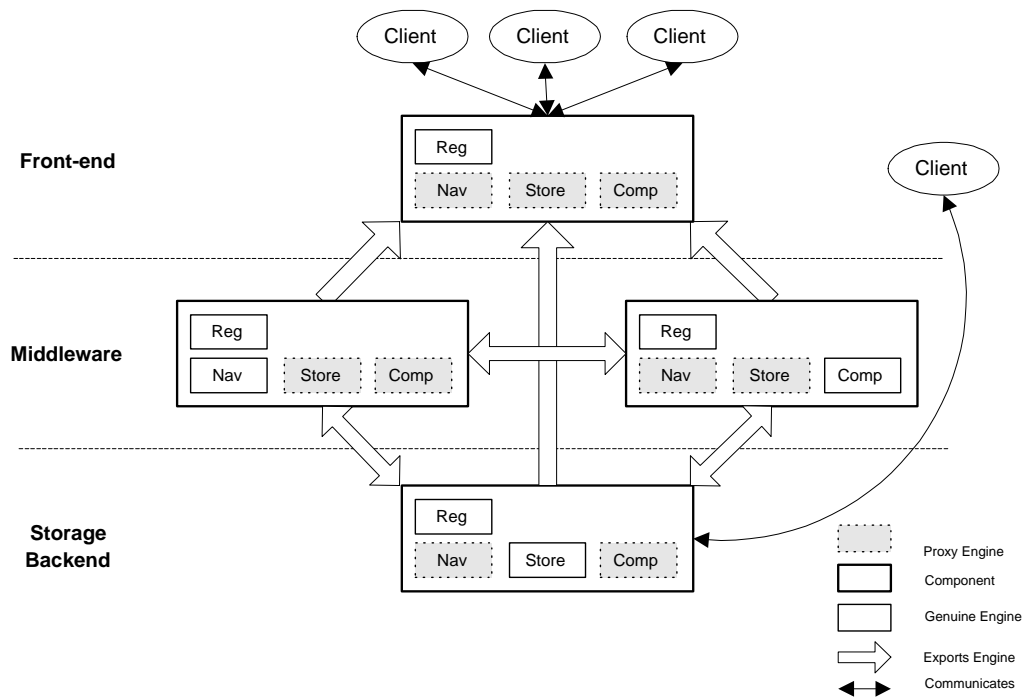 Client
Client
Client
Front-end
Reg
Nav
Store
Comp
Client
Middleware
Reg
Nav
Store
Comp
Reg
Nav
Store
Comp
Storage
Backend
Reg
Nav
Store
Comp
Proxy Engine
Component
Genuine Engine
Exports Engine
Communicates